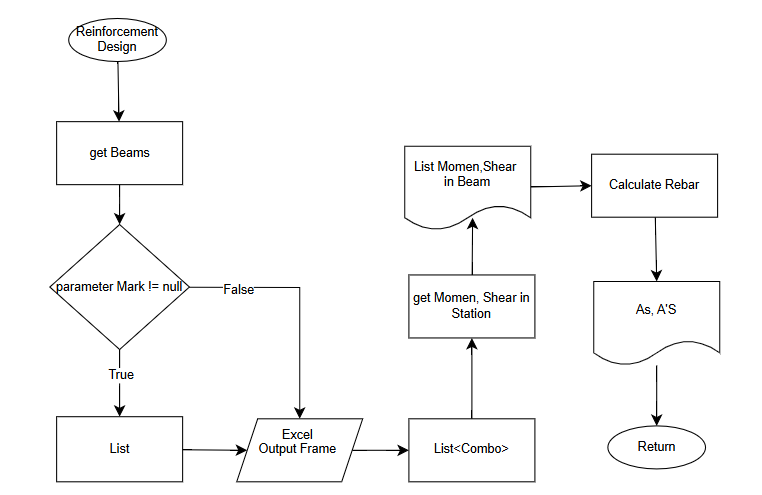 Reinforcement
Design
get Beams
parameter Mark != null
False
True
List
Excel
Output Frame
List<Combo>
get Momen, Shear in
Station
List Momen,Shear
in Beam
Calculate Rebar
As, A'S
Return